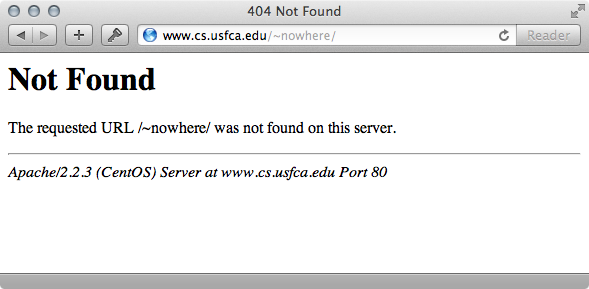 404 Not Found
www.cs.usfca.edu/~nowhere/
Reader
Not Found
The requested URL /~nowhere/ was not found on this server.
Apache/2.2.3 (CentOS) Server at www.cs.usfca.edu Port 80